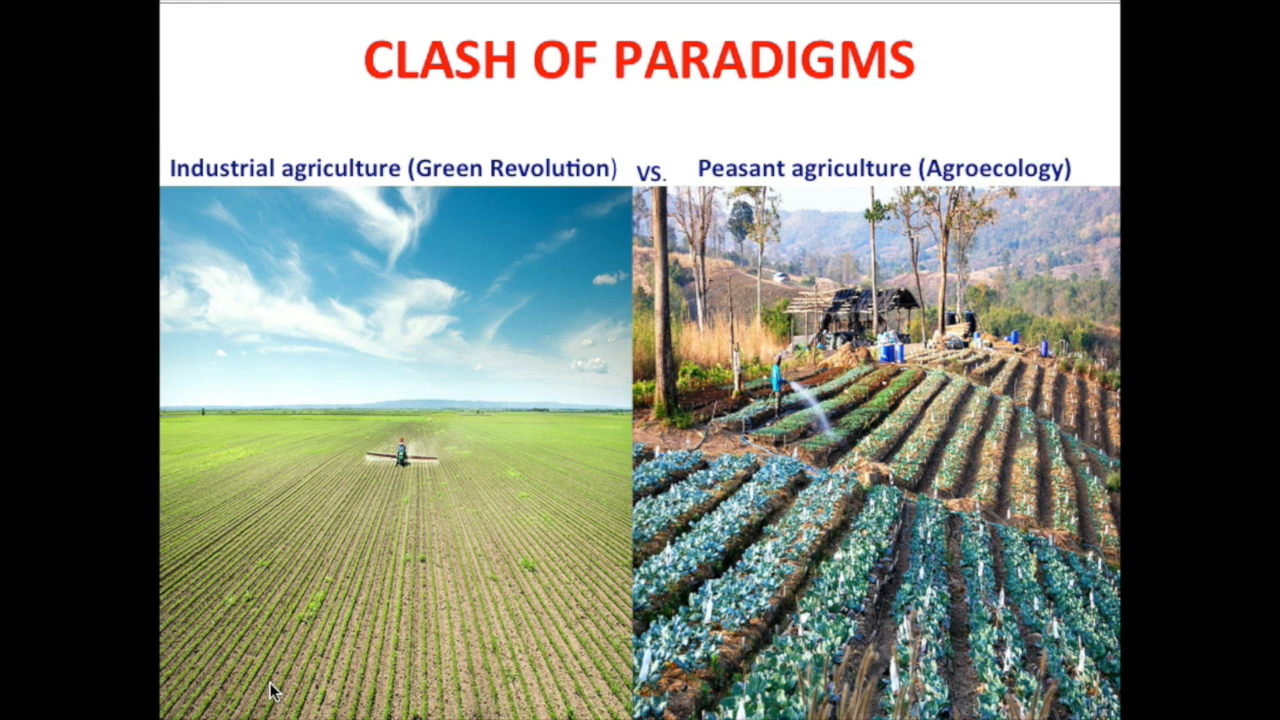 CLASH OF PARADIGMS
Industrial agriculture (Green Revolution) vs. Peasant agriculture (Agroecology)